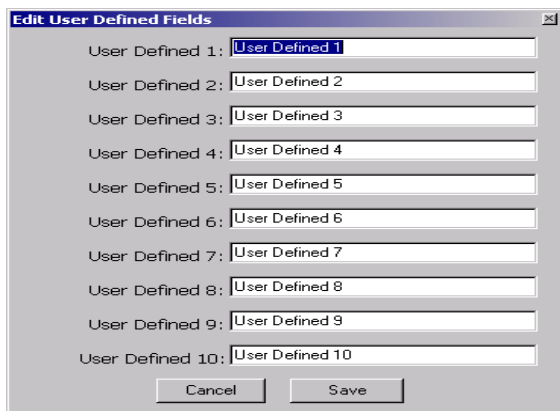 Edit User Defined Fields
User Defined 1: User Defined 1
User Defined 2: User Defined 2
User Defined 3: User Defined 3
User Defined 4: User Defined 4
User Defined 5: User Defined 5
User Defined 6: User Defined 6
User Defined 7: User Defined 7
User Defined 8: User Defined 8
User Defined 9: User Defined 9
User Defined 10: User Defined 10
Cancel Save